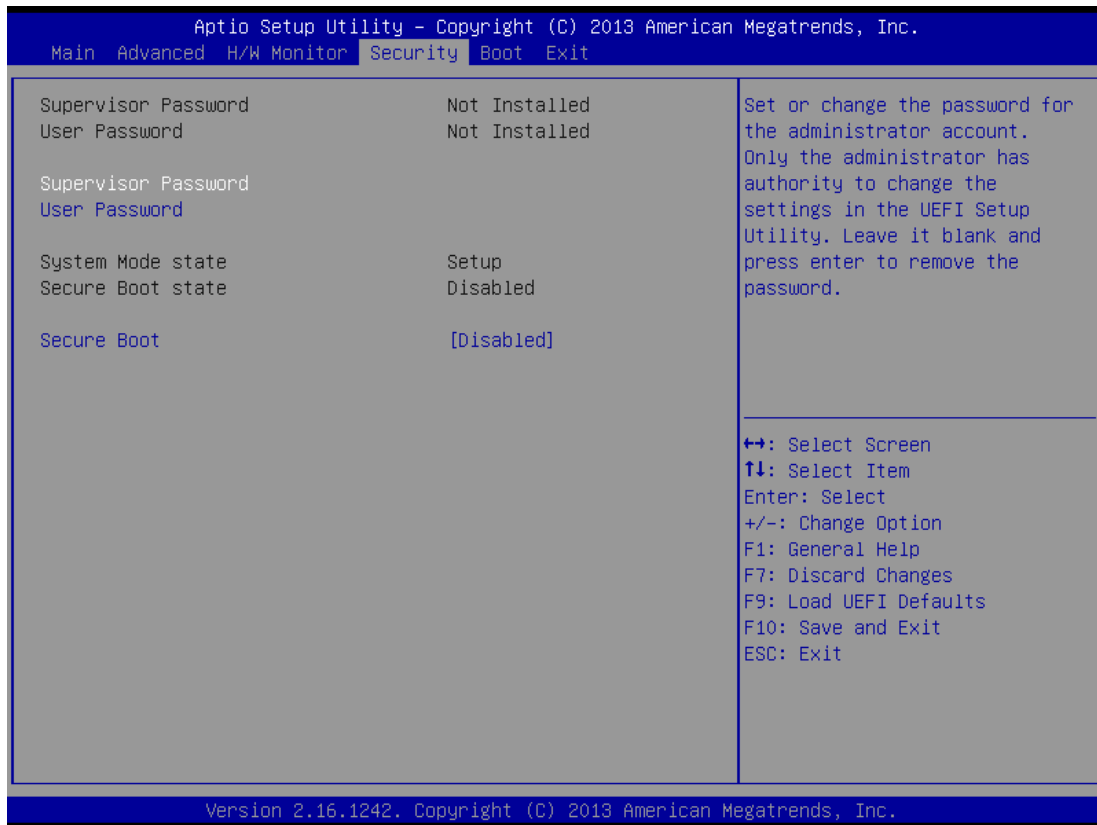 Aptio Setup Utility – Copyright (C) 2013 American Megatrends, Inc.
Main Advanced H/W Monitor Security Boot Exit
Supervisor Password Not Installed
User Password Not Installed
Supervisor Password
User Password
System Mode state Setup
Secure Boot state Disabled
Secure Boot [Disabled]
Set or change the password for
the administrator account.
Only the administrator has
authority to change the
settings in the UEFI Setup
Utility. Leave it blank and
press enter to remove the
password.
↔: Select Screen
↑↓: Select Item
Enter: Select
+/-: Change Option
F1: General Help
F7: Discard Changes
F9: Load UEFI Defaults
F10: Save and Exit
ESC: Exit
Version 2.16.1242. Copyright (C) 2013 American Megatrends, Inc.